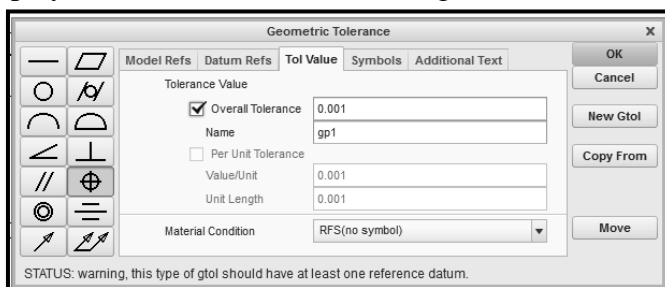 Geometric Tolerance X
Model Refs Datum Refs Tol Value Symbols Additional Text
OK
Cancel
New Gtol
Copy From
Move
Tolerance Value
Overall Tolerance 0.001
Name gp1
Per Unit Tolerance
Value/Unit 0.001
Unit Length 0.001
Material Condition RFS(no symbol)
STATUS: warning, this type of gtol should have at least one reference datum.